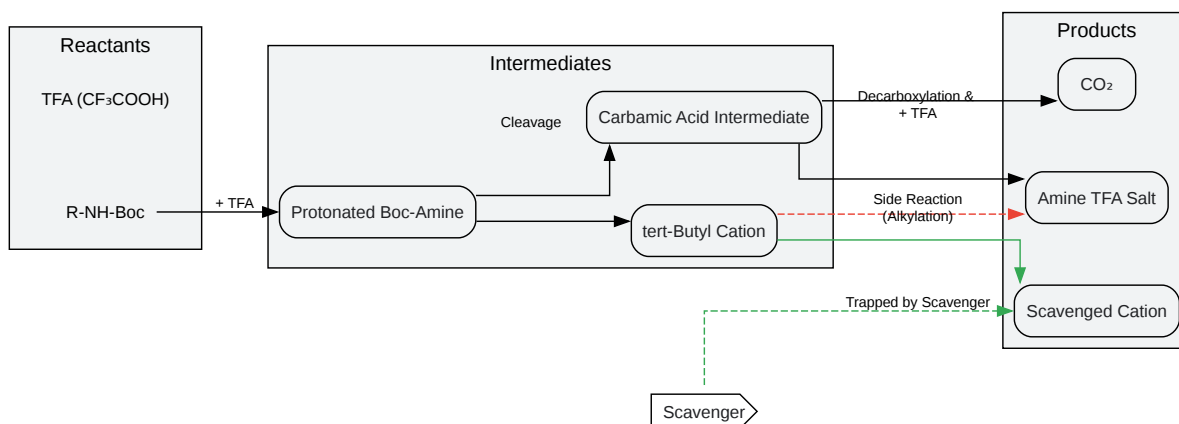 Reactants
TFA (CF₃COOH)
R-NH-Boc
+ TFA
Intermediates
Protonated Boc-Amine
Cleavage
Carbamic Acid Intermediate
tert-Butyl Cation
Decarboxylation &
+ TFA
Side Reaction
(Alkylation)
Trapped by Scavenger
Scavenger
Products
CO₂
Amine TFA Salt
Scavenged Cation